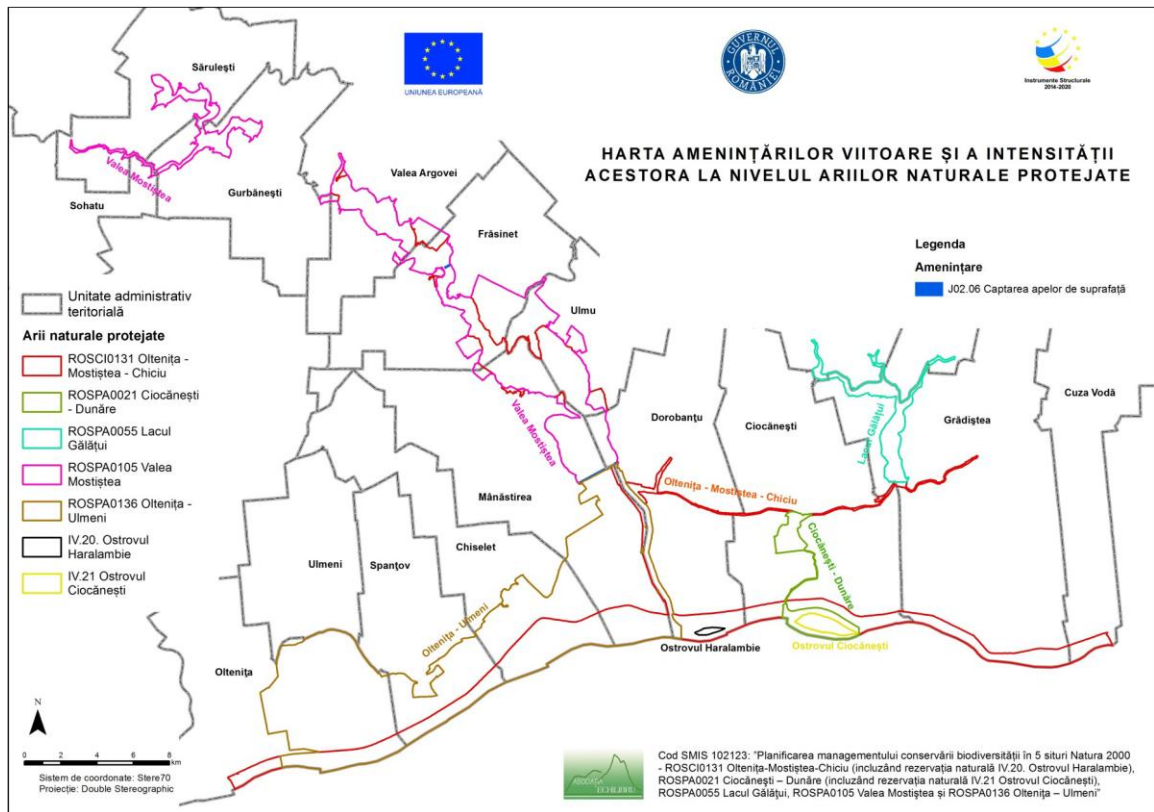 Sărulești
UNIUNEA EUROPEANĂ
GUVERNUL ROMÂNIEI
Instrumente Structurale
2014-2020
HARTA AMENINȚĂRILOR VIITOARE ȘI A INTENSITĂȚII
ACESTORA LA NIVELUL ARIILOR NATURALE PROTEJATE
Valea Mostiștea
Valea Argovei
Sohatu
Gurbănești
Frăsinet
Legenda
Amenințare
J02.06 Captarea apelor de suprafață
Unitate administrativ
teritorială
Arii naturale protejate
ROSCI0131 Oltenița -
Mostiștea - Chiciu
ROSPA0021 Ciocănești
- Dunăre
ROSPA0055 Lacul
Gălățui
ROSPA0105 Valea
Mostiștea
ROSPA0136 Oltenița -
Ulmeni
IV.20. Ostrovul
Haralambie
IV.21 Ostrovul
Ciocănești
Ulmu
Dorobanțu
Ciocănești
Lacul Gălățui
Grădiștea
Cuza Vodă
Valea Mostiștea
Oltenița - Mostiștea - Chiciu
Mânăstirea
Chiselet
Ulmeni
Spanțov
Ciocănești - Dunăre
Oltenița - Ulmeni
Oltenița
Ostrovul Haralambie
Ostrovul Ciocănești
N
0 2 4 6 8
km
Sistem de coordonate: Stere70
Proiecție: Double Stereographic
ASOCIAȚIA
ECHILIBRU
Cod SMIS 102123: "Planificarea managementului conservării biodiversității în 5 situri Natura 2000
- ROSCI0131 Oltenița-Mostiștea-Chiciu (incluzând rezervația naturală IV.20. Ostrovul Haralambie),
ROSPA0021 Ciocănești – Dunăre (incluzând rezervația naturală IV.21 Ostrovul Ciocănești),
ROSPA0055 Lacul Gălățui, ROSPA0105 Valea Mostiștea și ROSPA0136 Oltenița – Ulmeni"